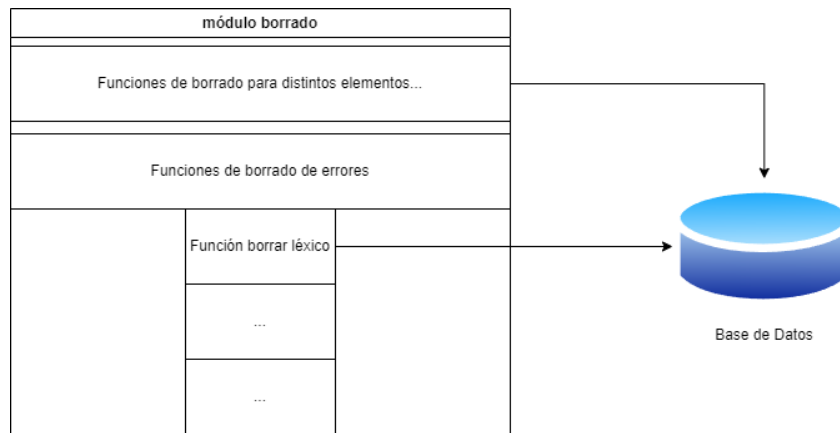 módulo borrado
Funciones de borrado para distintos elementos...
Funciones de borrado de errores
Función borrar léxico
...
...
Base de Datos